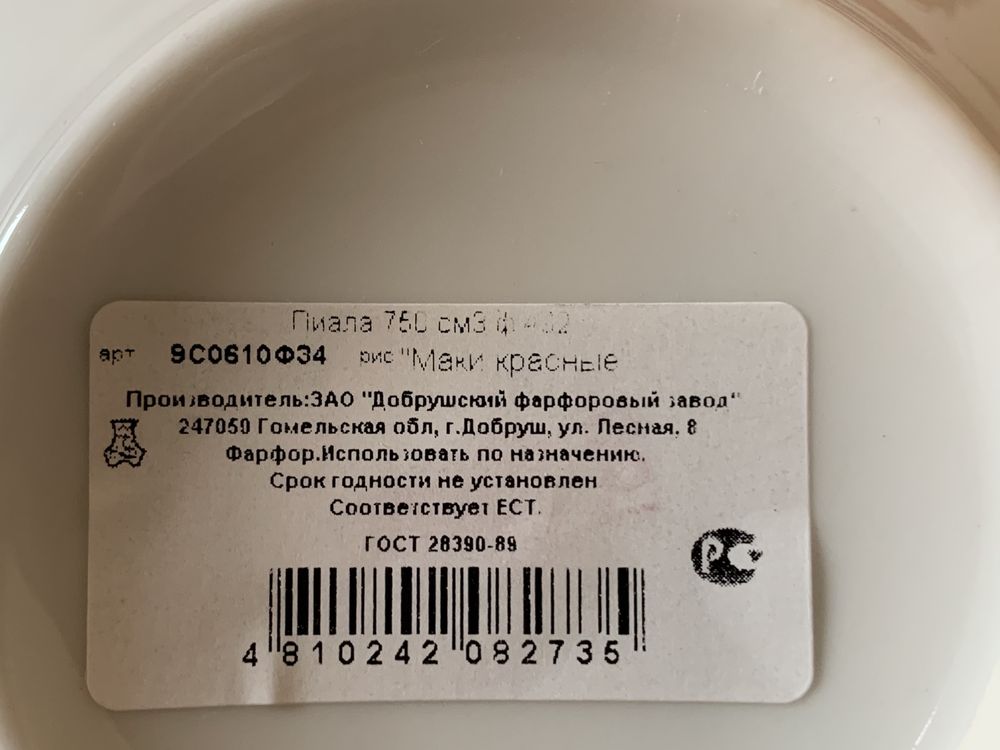 Пиала 750 см3 ф
арт 9С0610Ф34 рис "Маки красные
Производитель:ЗАО "Добрушский фарфоровый завод"
247050 Гомельская обл, г.Добруш, ул. Лесная, 8
Фарфор.Использовать по назначению.
Срок годности не установлен
Соответствует ЕСТ.
ГОСТ 28390-89
РС
4 810242 082735